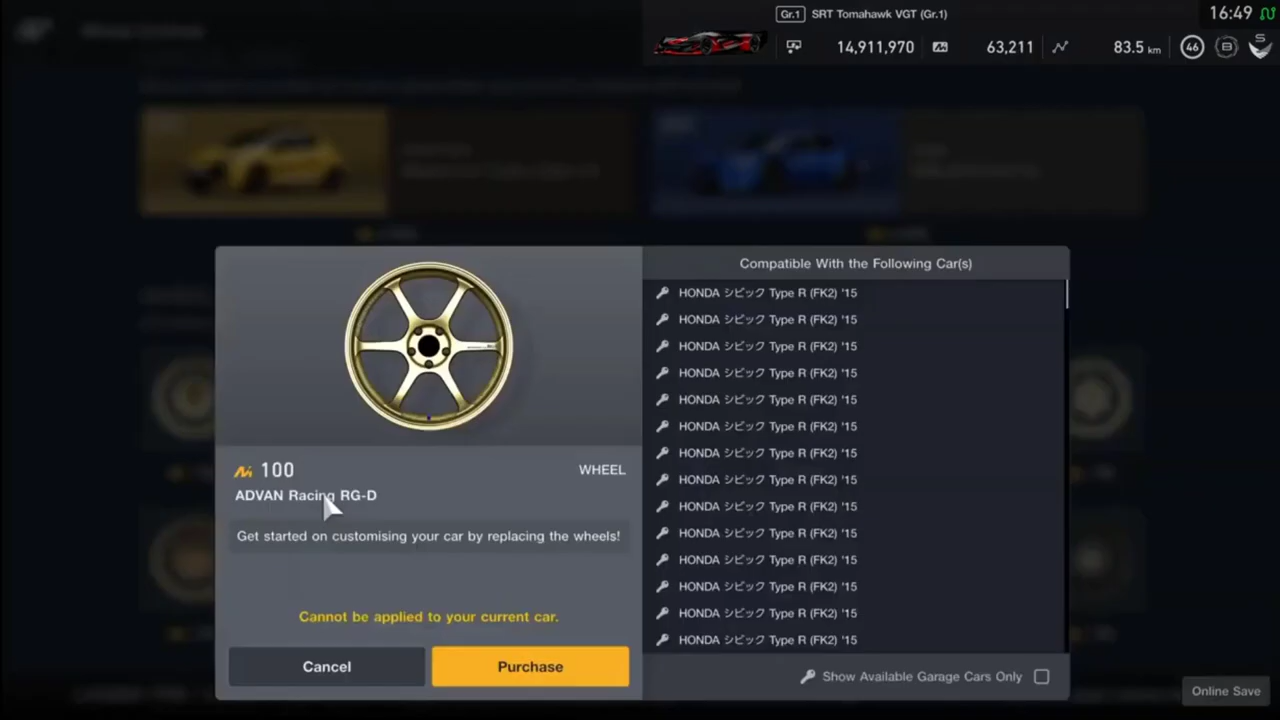 Gr.1 SRT Tomahawk VGT (Gr.1)
16:49
14,911,970
63,211
83.5 km
46
B
S
Compatible With the Following Car(s)
HONDA シビック Type R (FK2) '15
HONDA シビック Type R (FK2) '15
HONDA シビック Type R (FK2) '15
HONDA シビック Type R (FK2) '15
HONDA シビック Type R (FK2) '15
HONDA シビック Type R (FK2) '15
HONDA シビック Type R (FK2) '15
HONDA シビック Type R (FK2) '15
HONDA シビック Type R (FK2) '15
HONDA シビック Type R (FK2) '15
HONDA シビック Type R (FK2) '15
HONDA シビック Type R (FK2) '15
HONDA シビック Type R (FK2) '15
HONDA シビック Type R (FK2) '15
100
WHEEL
ADVAN Racing RG-D
Get started on customising your car by replacing the wheels!
Cannot be applied to your current car.
Cancel
Purchase
Show Available Garage Cars Only
Online Save